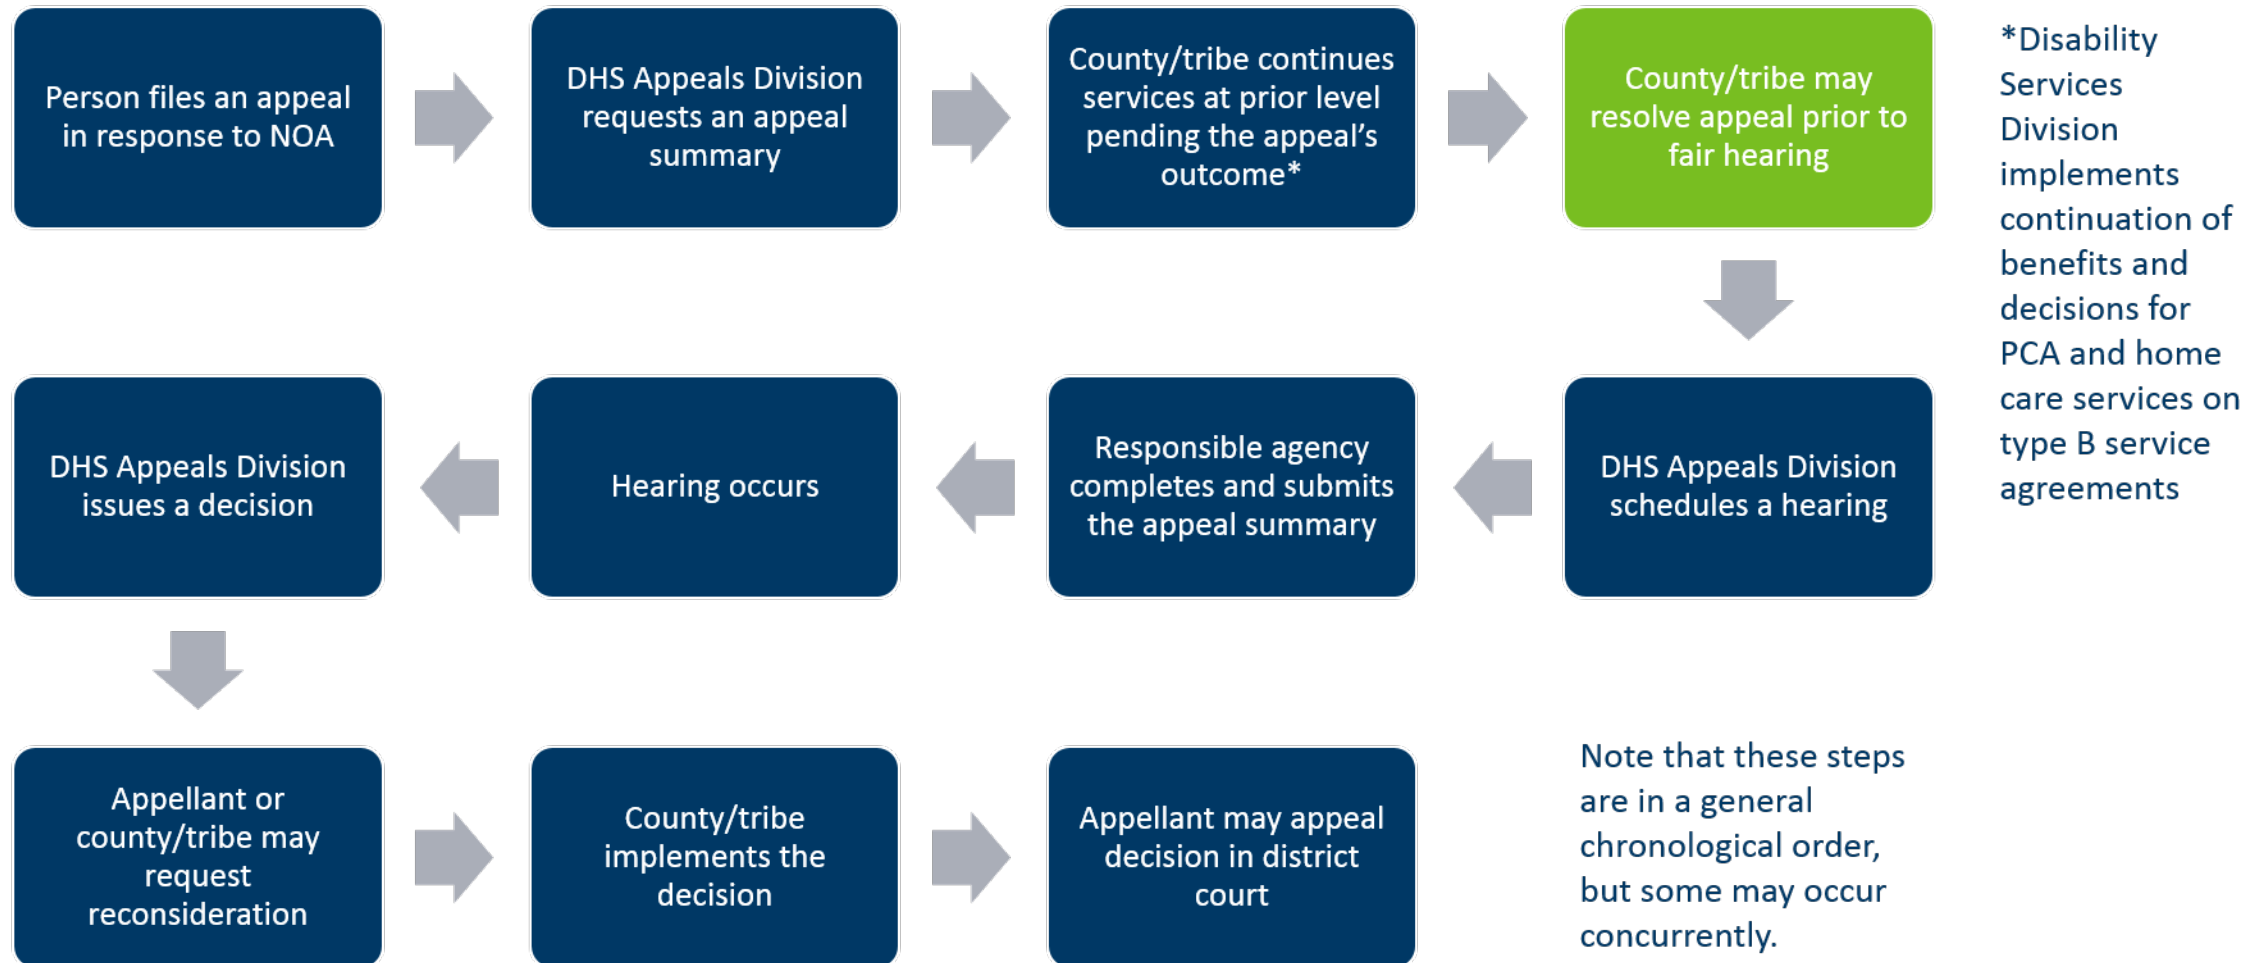 Person files an appeal
in response to NOA
DHS Appeals Division
requests an appeal
summary
County/tribe continues
services at prior level
pending the appeal’s
outcome*
County/tribe may
resolve appeal prior to
fair hearing
*Disability
Services
Division
implements
continuation of
benefits and
decisions for
PCA and home
care services on
type B service
agreements
DHS Appeals Division
schedules a hearing
Responsible agency
completes and submits
the appeal summary
Hearing occurs
DHS Appeals Division
issues a decision
Appellant or
county/tribe may
request
reconsideration
County/tribe
implements the
decision
Appellant may appeal
decision in district
court
Note that these steps
are in a general
chronological order,
but some may occur
concurrently.